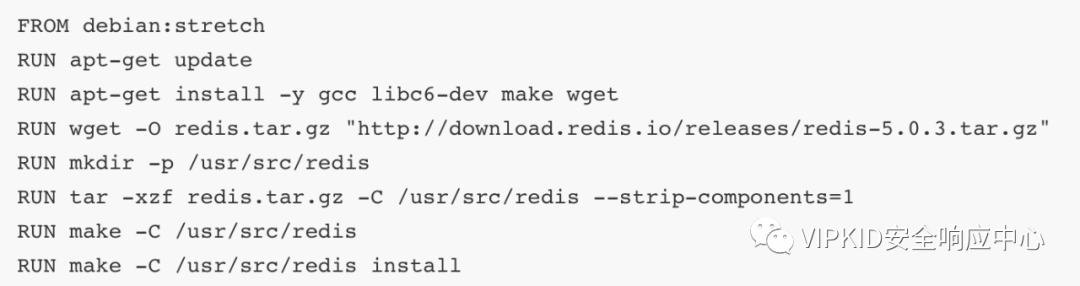 FROM debian:stretch
RUN apt-get update
RUN apt-get install -y gcc libc6-dev make wget
RUN wget -O redis.tar.gz "http://download.redis.io/releases/redis-5.0.3.tar.gz"
RUN mkdir -p /usr/src/redis
RUN tar -xzf redis.tar.gz -C /usr/src/redis --strip-components=1
RUN make -C /usr/src/redis
RUN make -C /usr/src/redis install
VIPKID安全响应中心